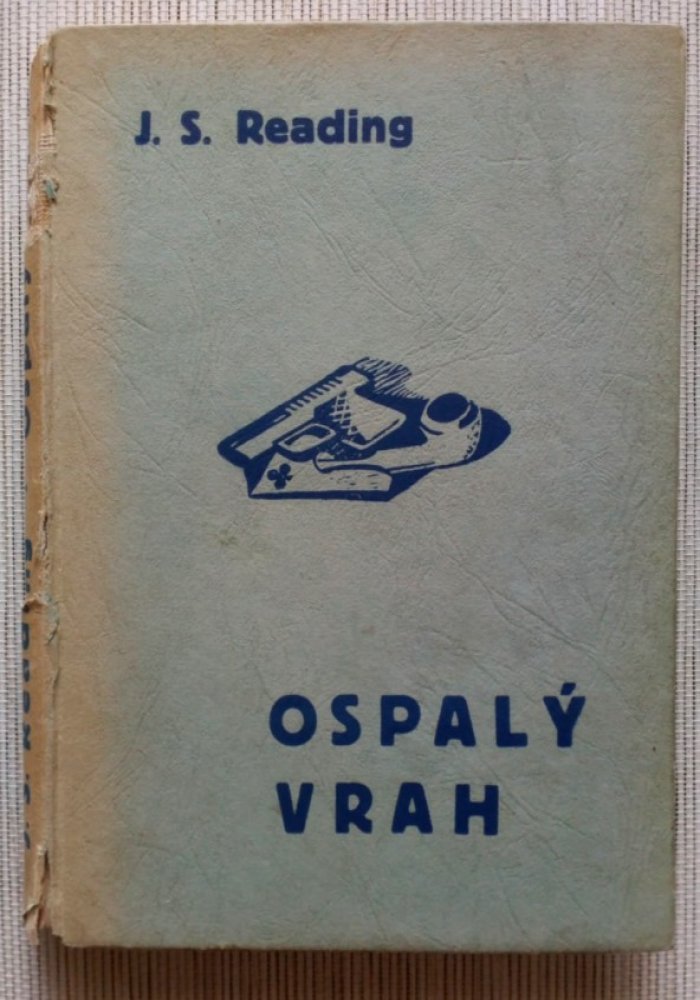 J. S. Reading
OSPALÝ
VRAH